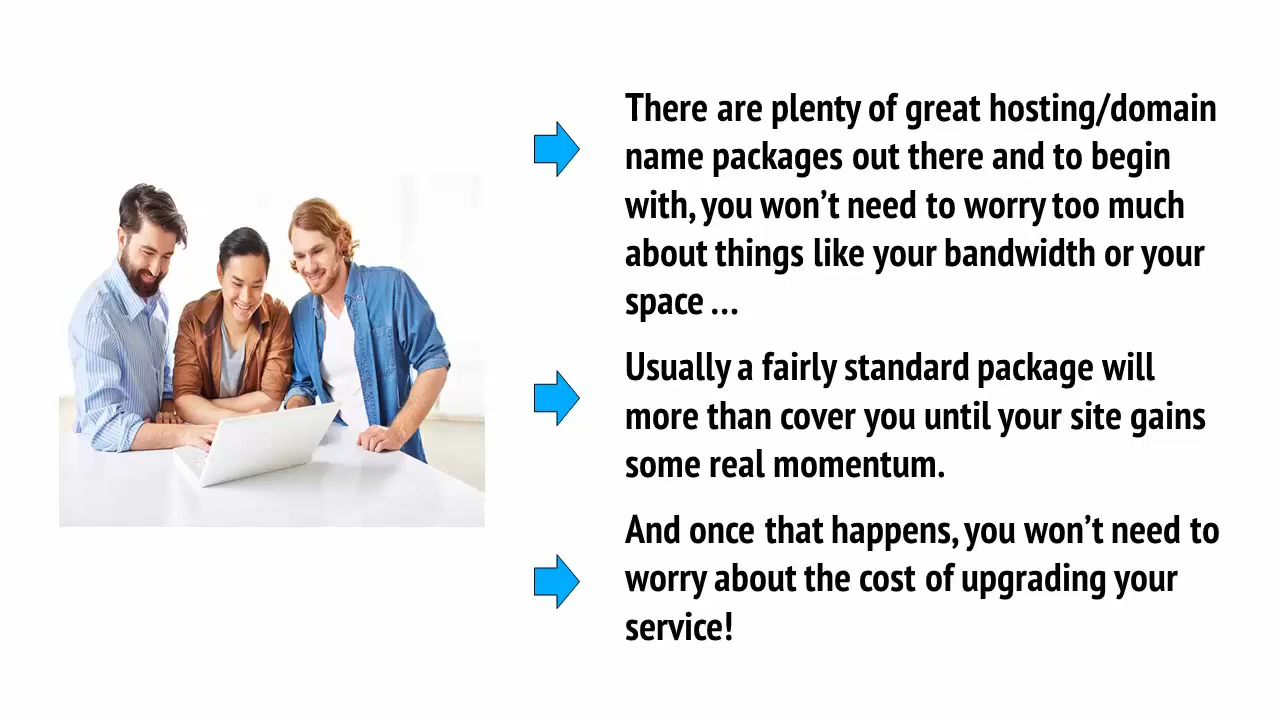 There are plenty of great hosting/domain
name packages out there and to begin
with, you won’t need to worry too much
about things like your bandwidth or your
space …
Usually a fairly standard package will
more than cover you until your site gains
some real momentum.
And once that happens, you won’t need to
worry about the cost of upgrading your
service!